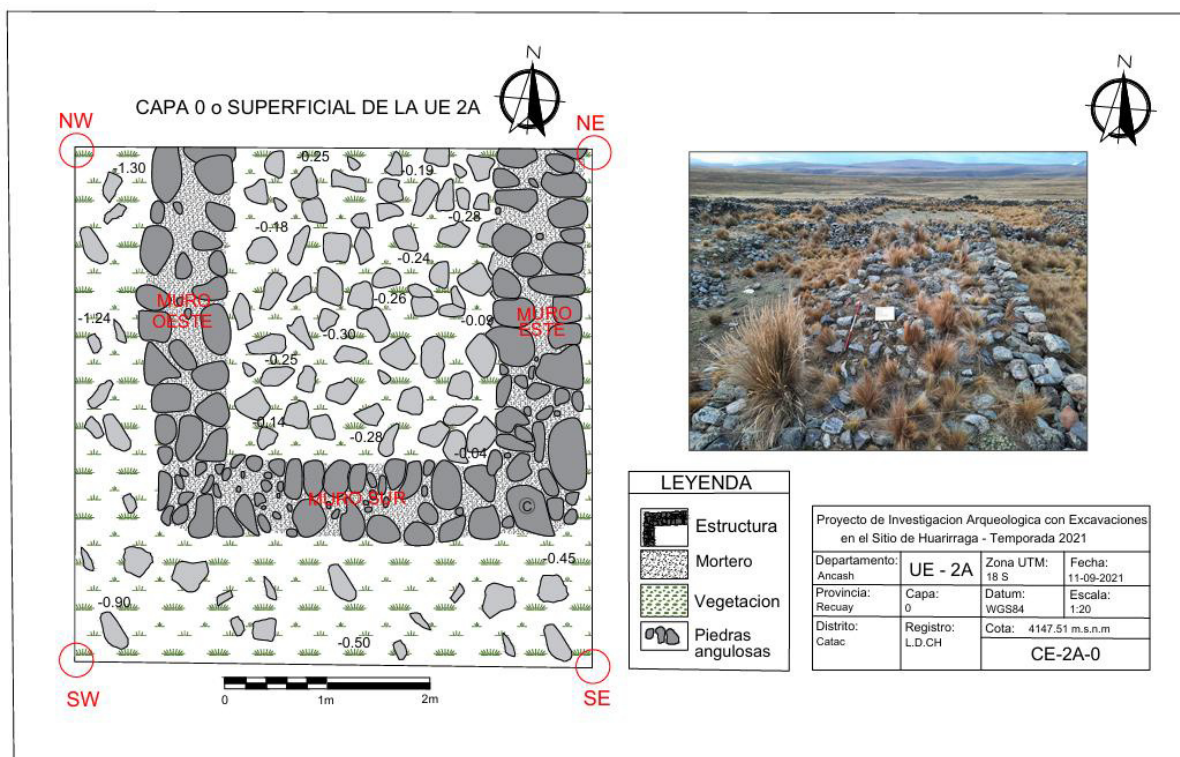 N
N
CAPA 0 o SUPERFICIAL DE LA UE 2A
NW
NE
-1.30
-0.25
-0.19
-0.28
-0.18
-0.24
-0.26
MURO
OESTE
-1.24
-0.09
MURO
ESTE
-0.30
-0.25
-0.14
-0.28
-0.04
MURO SUR
C
-0.45
-0.90
-0.50
SW
SE
0
1m
2m
LEYENDA
Estructura
Mortero
Vegetacion
Piedras
angulosas
Proyecto de Investigacion Arqueologica con Excavaciones
en el Sitio de Huarirraga - Temporada 2021
Departamento:
Ancash
UE - 2A
Zona UTM:
18 S
Fecha:
11-09-2021
Provincia:
Recuay
Capa:
0
Datum:
WGS84
Escala:
1:20
Distrito:
Catac
Registro:
L.D.CH
Cota: 4147.51 m.s.n.m
CE-2A-0